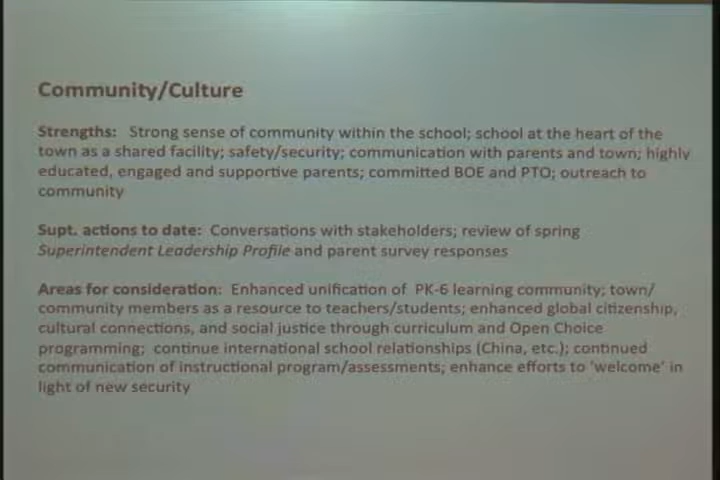 Community/Culture
Strengths: Strong sense of community within the school; school at the heart of the
town as a shared facility; safety/security; communication with parents and town; highly
educated, engaged and supportive parents; committed BOE and PTO; outreach to
community
Supt. actions to date: Conversations with stakeholders; review of spring
Superintendent Leadership Profile and parent survey responses
Areas for consideration: Enhanced unification of PK-6 learning community; town/
community members as a resource to teachers/students; enhanced global citizenship,
cultural connections, and social justice through curriculum and Open Choice
programming; continue international school relationships (China, etc.); continued
communication of instructional program/assessments; enhance efforts to 'welcome' in
light of new security